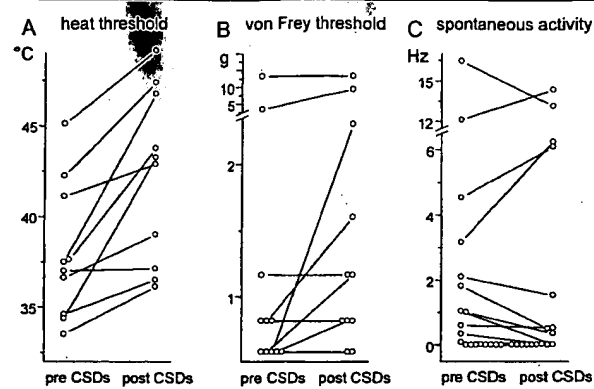 A heat threshold
°C
45
40
35
pre CSDs post CSDs
B von Frey threshold
g
10
5
2
1
pre CSDs post CSDs
C spontaneous activity
Hz
15
12
6
4
2
0
pre CSDs post CSDs